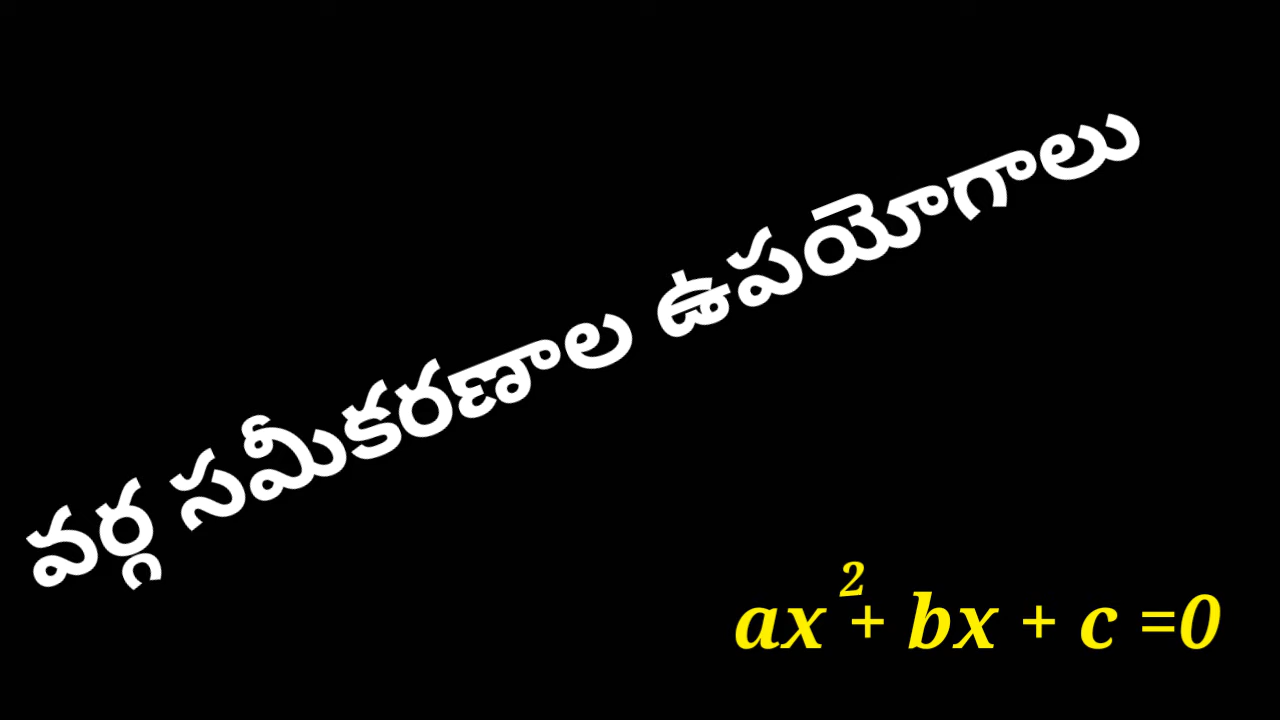 వర్గ సమీకరణాల ఉపయోగాలు
ax² + bx + c =0